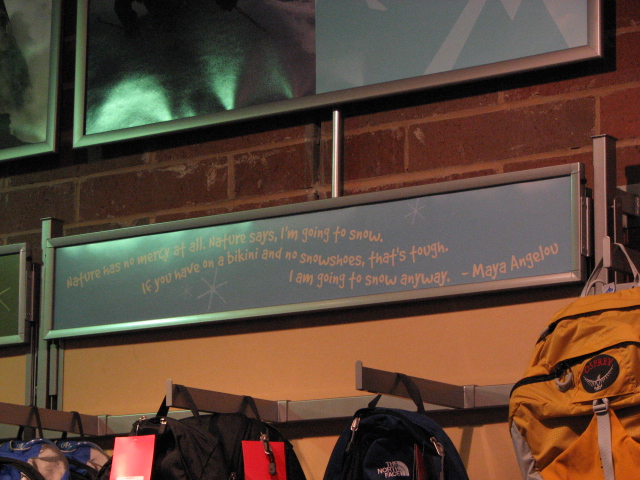 Nature has no mercy at all. Nature says, I'm going to snow.
If you have on a bikini and no snowshoes, that's tough.
I am going to snow anyway. - Maya Angelou
OSPREY
THE
NORTH
FACE